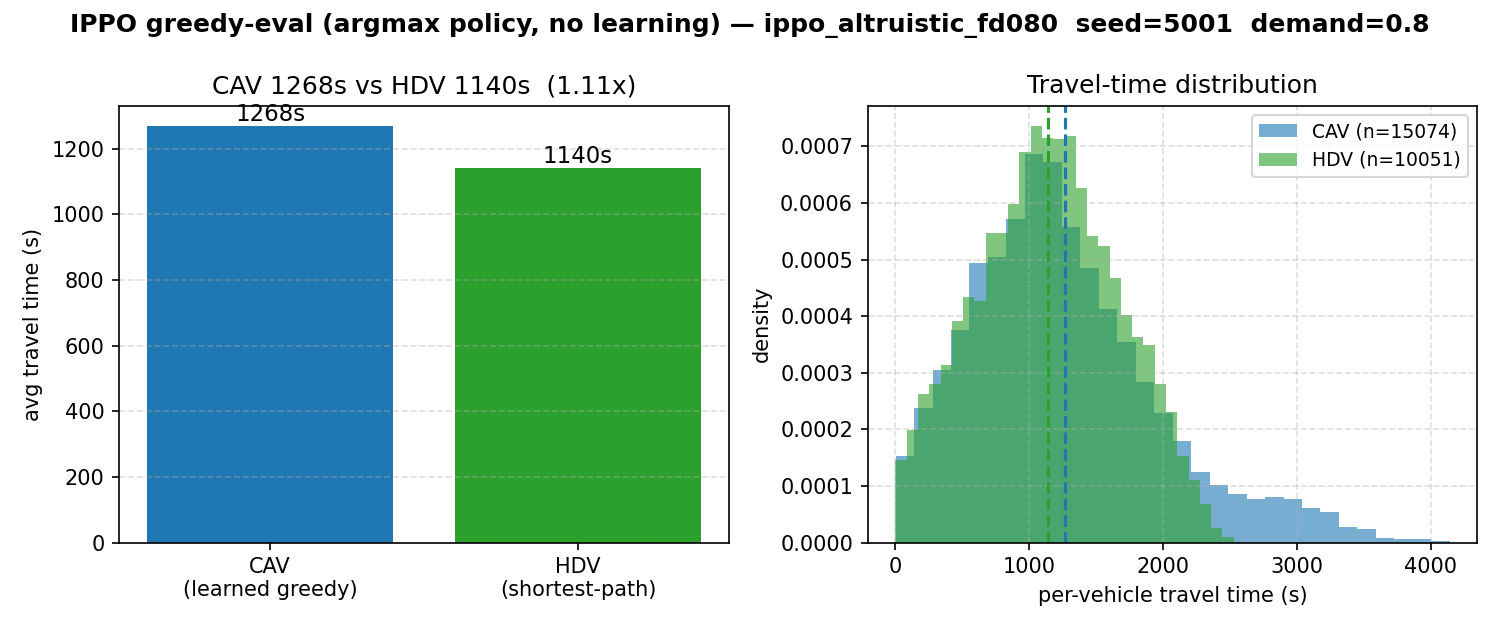 IPPO greedy-eval (argmax policy, no learning) — ippo_altruistic_fd080  seed=5001  demand=0.8
CAV 1268s vs HDV 1140s  (1.11x)
avg travel time (s)
1200
1000
800
600
400
200
0
1268s
1140s
CAV
(learned greedy)
HDV
(shortest-path)
Travel-time distribution
density
0.0007
0.0006
0.0005
0.0004
0.0003
0.0002
0.0001
0.0000
CAV (n=15074)
HDV (n=10051)
0
1000
2000
3000
4000
per-vehicle travel time (s)